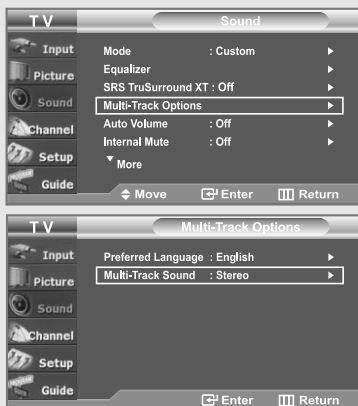 T V
Sound
Input
Picture
Sound
Channel
Setup
Guide
Mode : Custom
Equalizer
SRS TruSurround XT : Off
Multi-Track Options
Auto Volume : Off
Internal Mute : Off
More
Move Enter Return
T V
Multi-Track Options
Input
Picture
Sound
Channel
Setup
Guide
Preferred Language : English
Multi-Track Sound : Stereo
Enter Return